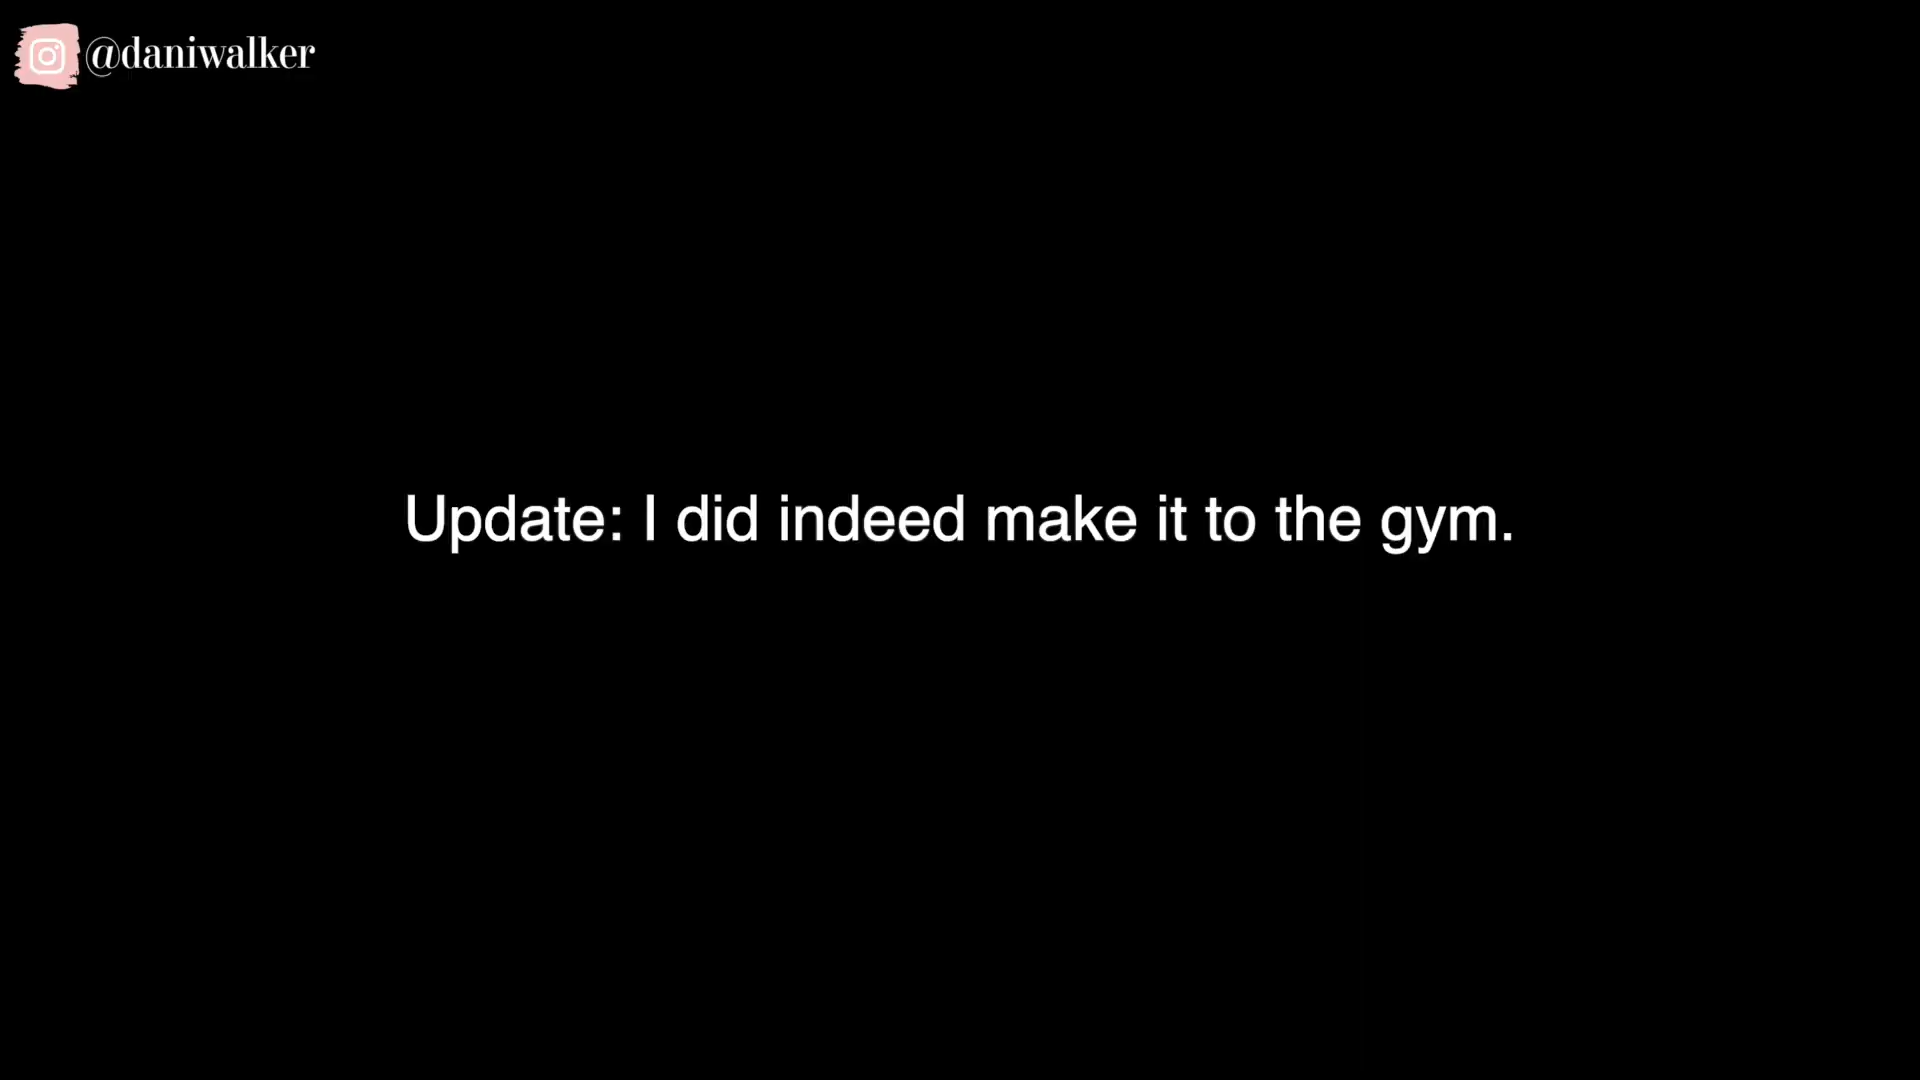 @daniwalker
Update: I did indeed make it to the gym.